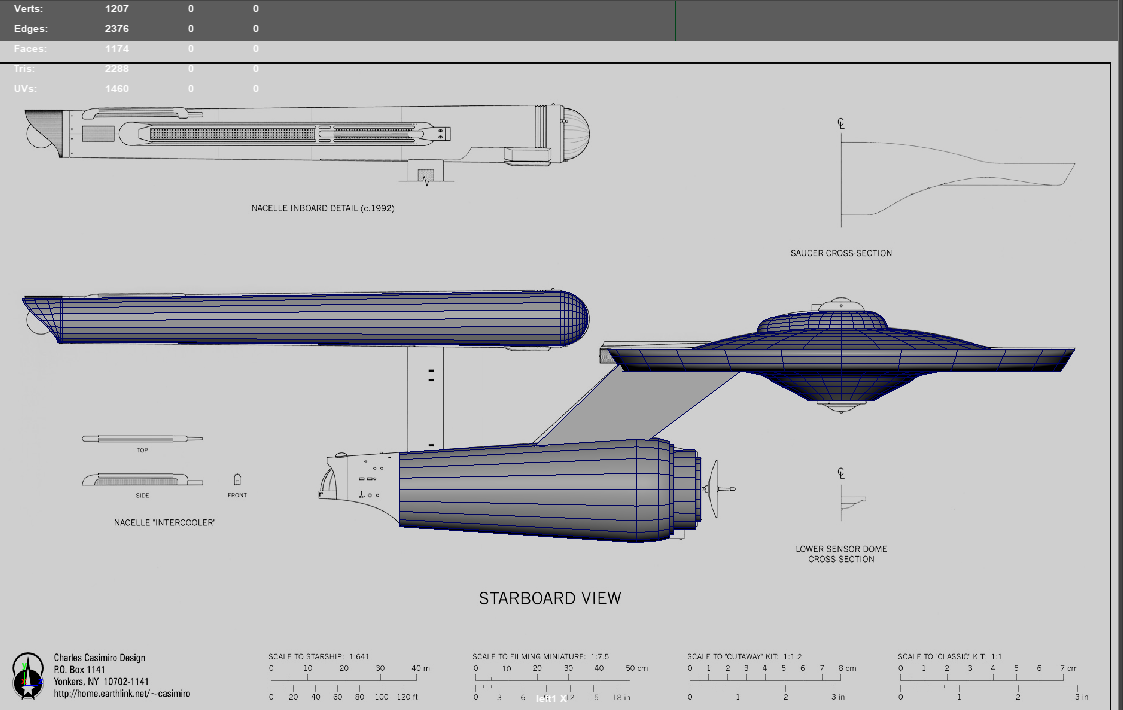 Verts: 1207 0 0
Edges: 2376 0 0
Faces: 1174 0 0
Tris: 2288 0 0
UVs: 1460 0 0
NACELLE INBOARD DETAIL (c.1992)
SAUCER CROSS-SECTION
TOP
SIDE
FRONT
NACELLE "INTERCOOLER"
LOWER SENSOR DOME
CROSS SECTION
STARBOARD VIEW
Charles Casimiro Design
P.O. Box 1141
Yonkers, NY 10702-1141
http://home.earthlink.net/~casimiro
SCALE TO STARSHIP: 1:641
0 10 20 30 40 m
0 20 40 60 80 100 120 ft
SCALE TO FILMING MINIATURE: 1:7.5
0 10 20 30 40 50 cm
0 3 6 12 5 18 in
left1 X
SCALE TO "CUTAWAY" KIT: 1:1.2
0 1 2 3 4 5 6 7 8 cm
0 1 2 3 in
SCALE TO "CLASSIC" KIT: 1:1
0 1 2 3 4 5 6 7 cm
0 1 2 3 in